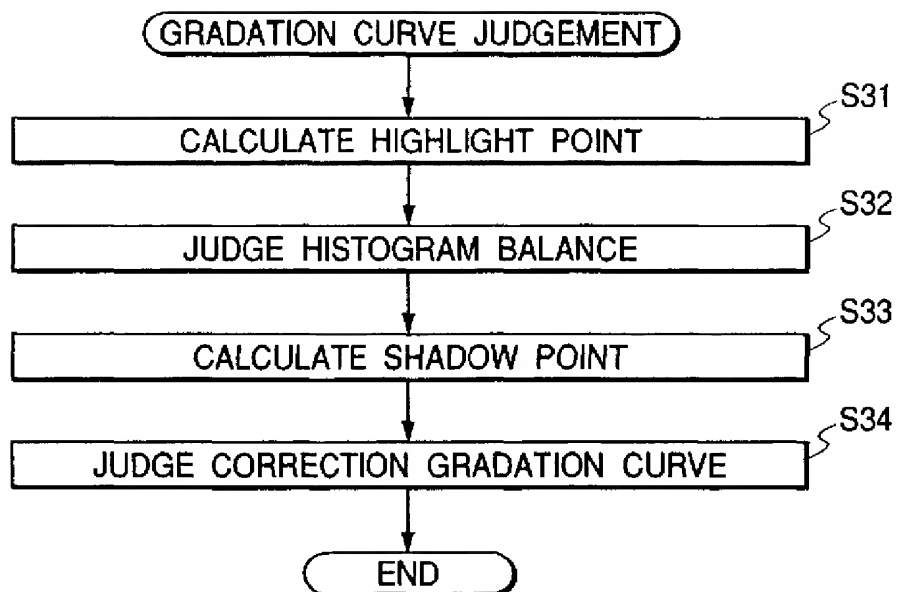 GRADATION CURVE JUDGEMENT
S31
CALCULATE HIGHLIGHT POINT
S32
JUDGE HISTOGRAM BALANCE
S33
CALCULATE SHADOW POINT
S34
JUDGE CORRECTION GRADATION CURVE
END